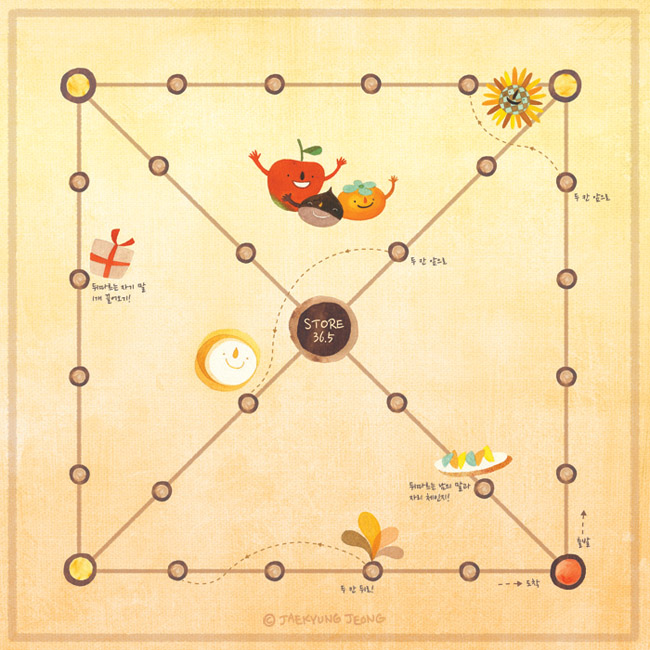 두 칸 앞으로
두 칸 앞으로
뒤따르는 자기 말
1개 끌어오기!
STORE
36.5
뒤따르는 남의 말과
자리 체인지!
출발
도착
두 칸 뒤로!
© JAEKYUNG JEONG